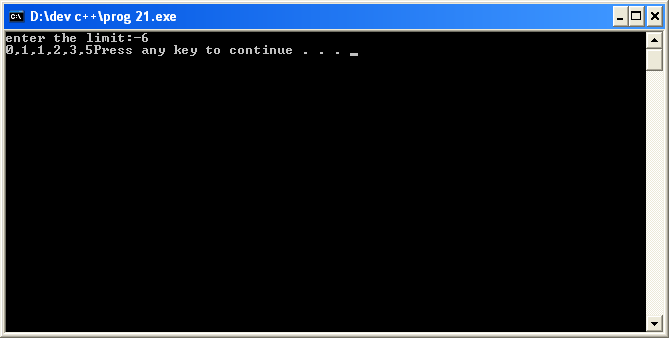 D:\dev c++\prog 21.exe
enter the limit:-6
0,1,1,2,3,5Press any key to continue . . . _